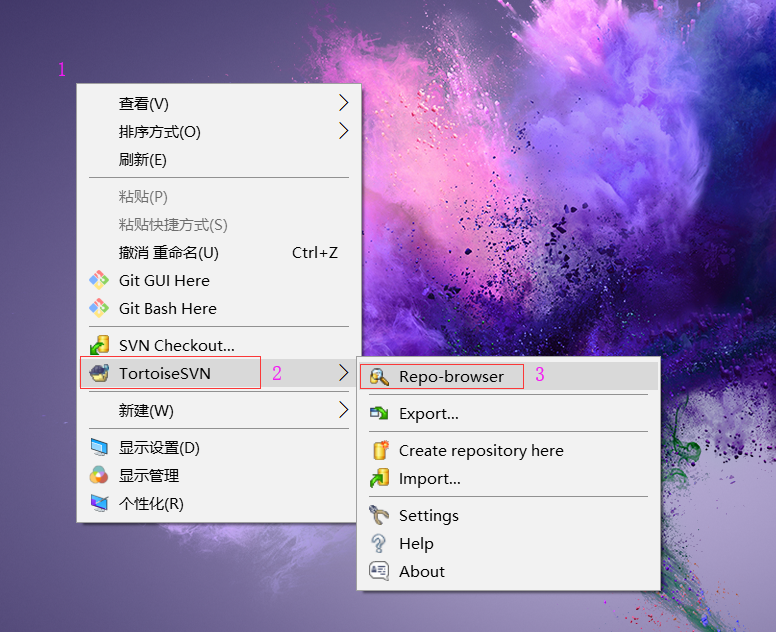 1
查看(V)
排序方式(O)
刷新(E)
粘贴(P)
粘贴快捷方式(S)
撤消 重命名(U) Ctrl+Z
Git GUI Here
Git Bash Here
SVN Checkout...
TortoiseSVN 2
新建(W)
显示设置(D)
显示管理
个性化(R)
Repo-browser 3
Export...
Create repository here
Import...
Settings
Help
About